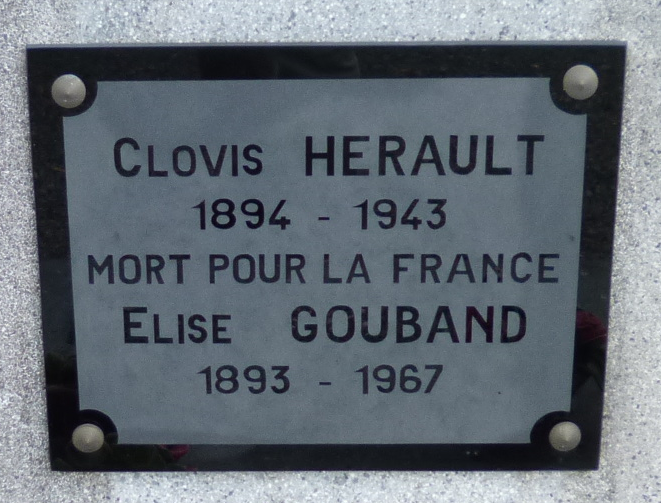 CLOVIS HERAULT
1894 - 1943
MORT POUR LA FRANCE
ELISE GOUBAND
1893 - 1967